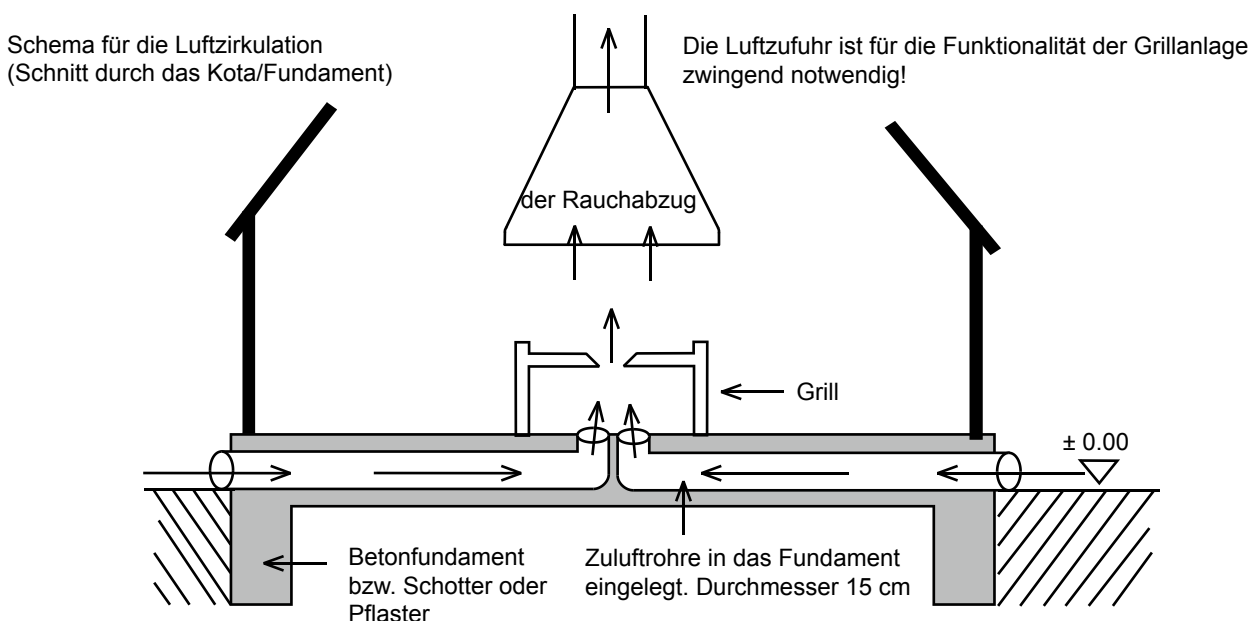 Schema für die Luftzirkulation
(Schnitt durch das Kota/Fundament)
Die Luftzufuhr ist für die Funktionalität der Grillanlage
zwingend notwendig!
der Rauchabzug
Grill
± 0.00
Betonfundament
bzw. Schotter oder
Pflaster
Zuluftrohre in das Fundament
eingelegt. Durchmesser 15 cm